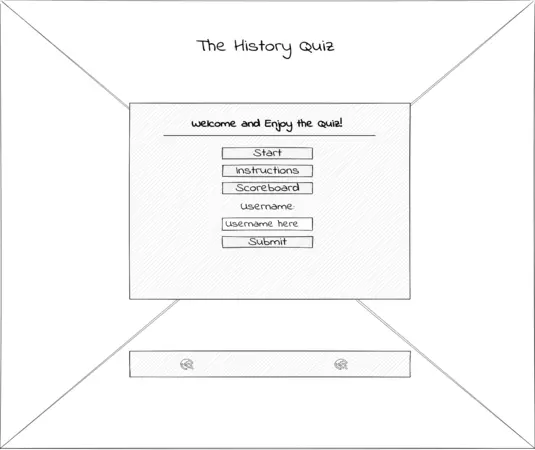 The History Quiz
Welcome and Enjoy the Quiz!
Start
Instructions
Scoreboard
Username:
Username here
Submit